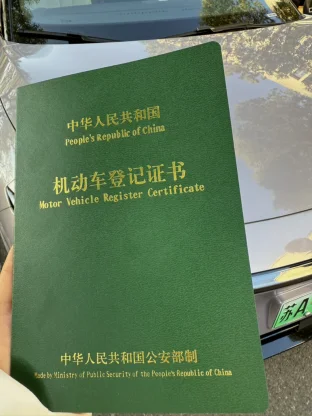 中华人民共和国
People's Republic of China
机动车登记证书
Motor Vehicle Register Certificate
中华人民共和国公安部制
Made by Ministry of Public Security of the People's Republic of China
苏A